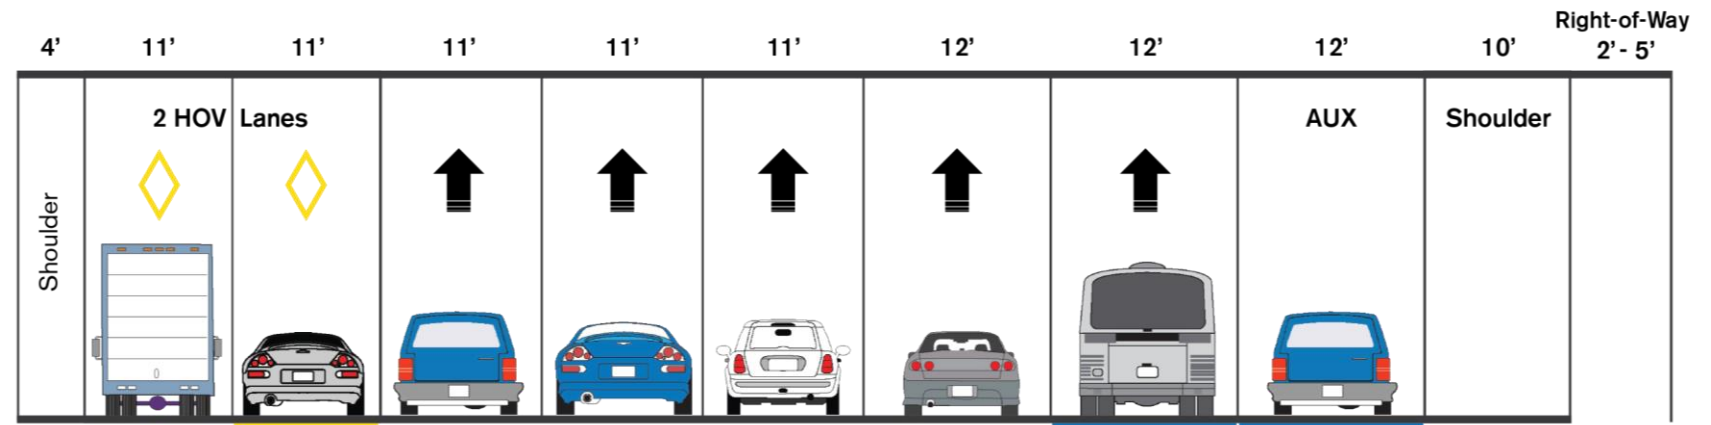 Right-of-Way
4' 11' 11' 11' 11' 11' 12' 12' 12' 10' 2'- 5'
2 HOV Lanes AUX Shoulder
Shoulder